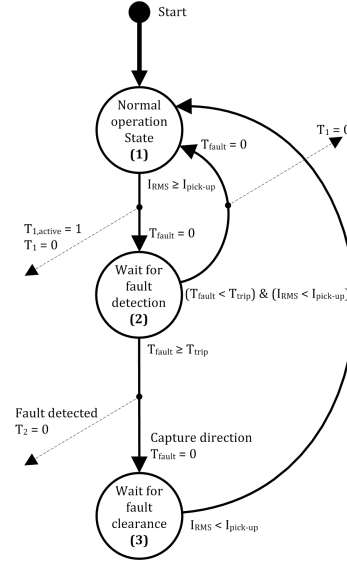 Start
Normal
operation
State
(1)
T1 = 0
Tfault = 0
IRMS ≥ Ipick-up
T1,active = 1
T1 = 0
Tfault = 0
Wait for
fault
detection
(2)
(Tfault < Ttrip) & (IRMS < Ipick-up)
Tfault ≥ Ttrip
Fault detected
T2 = 0
Capture direction
Tfault = 0
Wait for
fault
clearance
(3)
IRMS < Ipick-up